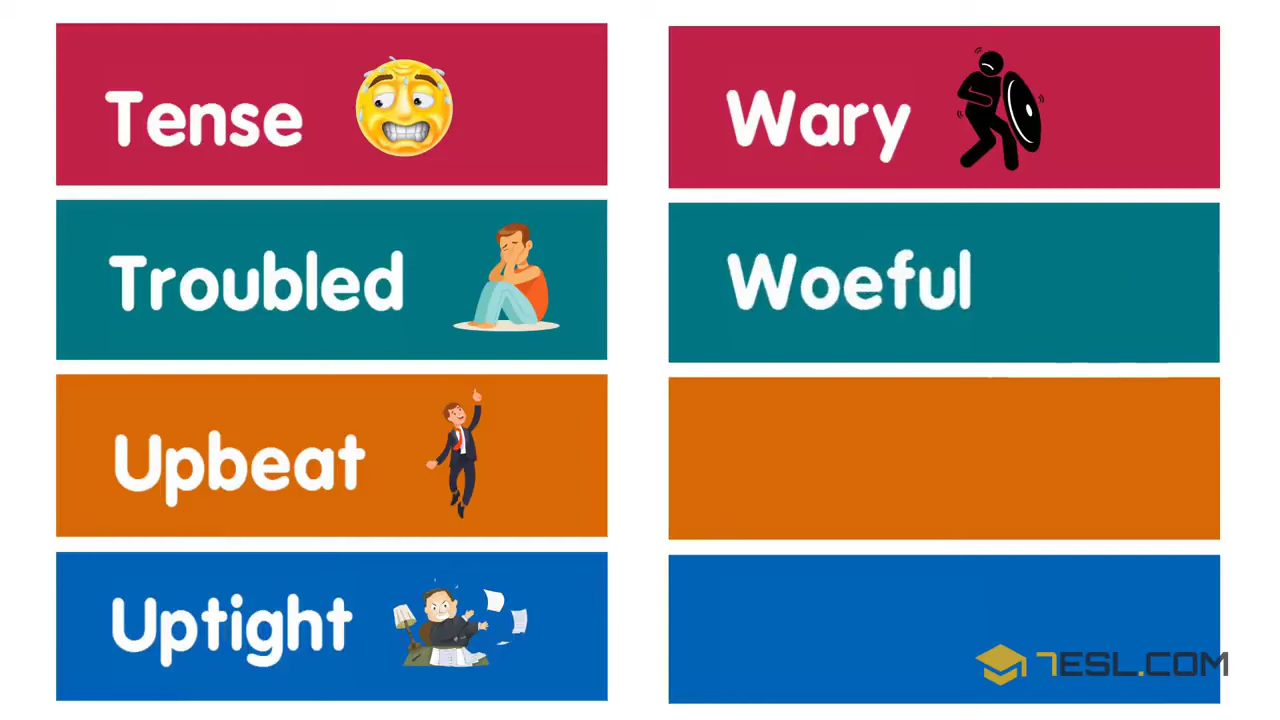 Tense
Troubled
Upbeat
Uptight
Wary
Woeful
7ESL.COM